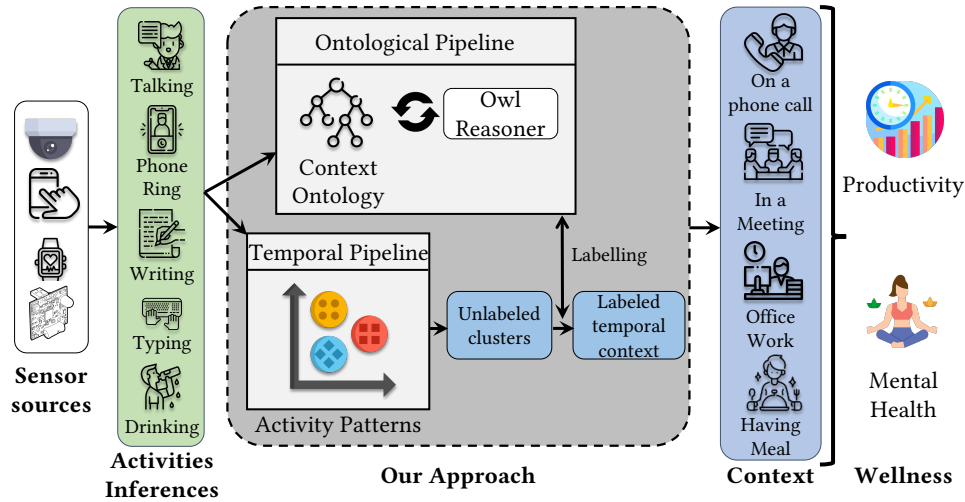 Sensor
sources
Talking
Phone
Ring
Writing
Typing
Drinking
Activities
Inferences
Ontological Pipeline
Context
Ontology
Owl
Reasoner
Temporal Pipeline
Activity Patterns
Unlabeled
clusters
Labelling
Labeled
temporal
context
Our Approach
On a
phone call
In a
Meeting
Office
Work
Having
Meal
Context
Productivity
Mental
Health
Wellness